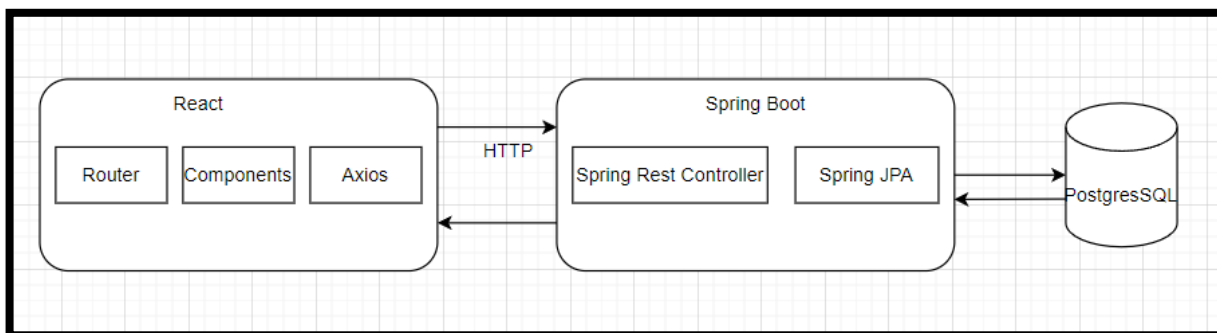 React
Router
Components
Axios
HTTP
Spring Boot
Spring Rest Controller
Spring JPA
PostgresSQL